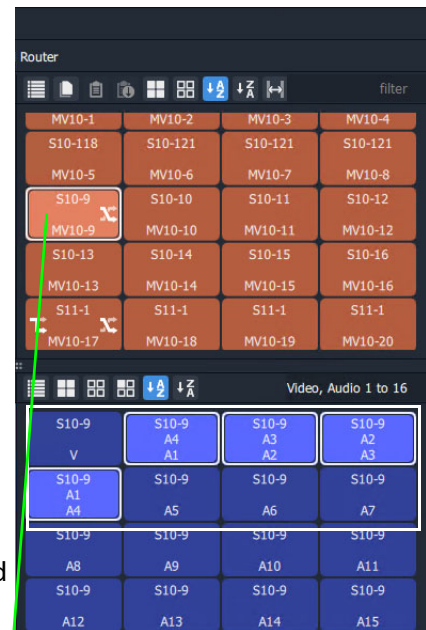 Router
filter
MV10-1 MV10-2 MV10-3 MV10-4
S10-118 S10-121 S10-121 S10-121
MV10-5 MV10-6 MV10-7 MV10-8
S10-9 S10-10 S10-11 S10-12
MV10-9 MV10-10 MV10-11 MV10-12
S10-13 S10-14 S10-15 S10-16
MV10-13 MV10-14 MV10-15 MV10-16
S11-1 S11-1 S11-1 S11-1
MV10-17 MV10-18 MV10-19 MV10-20
Video, Audio 1 to 16
S10-9 S10-9 S10-9 S10-9
A4 A3 A2
V A1 A2 A3
S10-9 S10-9 S10-9 S10-9
A1
A4 A5 A6 A7
S10-9 S10-9 S10-9 S10-9
d
A8 A9 A10 A11
S10-9 S10-9 S10-9 S10-9
A12 A13 A14 A15